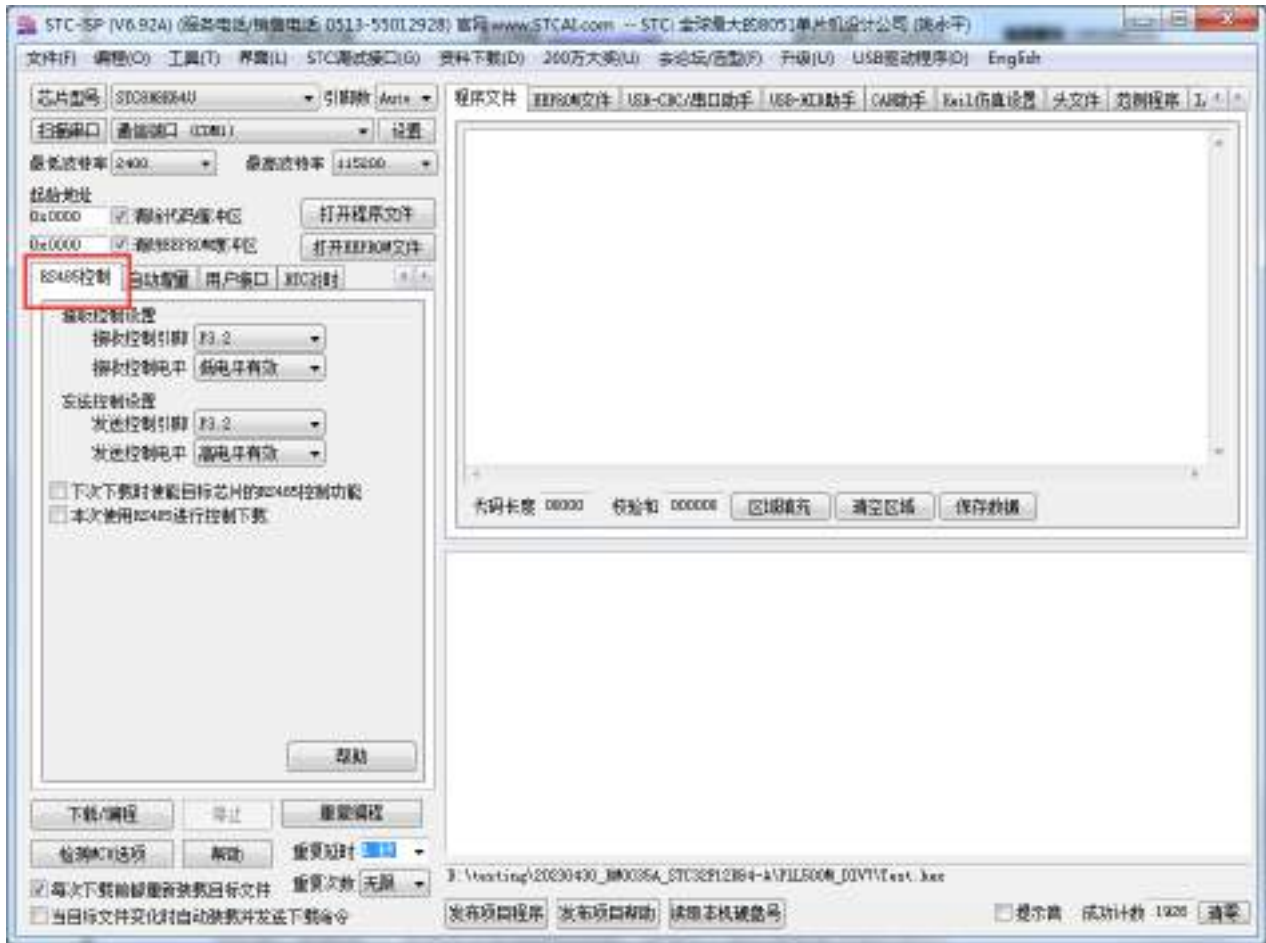 STC-ISP (V6.92A) (服务电话/销售电话: 0513-55012928) 官网:www.STCAI.com -- STC: 全球最大的8051单片机设计公司 (姚永平)
文件(F) 编程(O) 工具(T) 界面(L) STC测试接口(G) 资料下载(D) 200万大奖(U) 去论坛/选型(F) 升级(U) USB驱动程序(D) English
芯片型号 STC8H8K64U 引脚数 Auto
扫描串口 通信端口 (COM1) 设置
最低波特率 2400 最高波特率 115200
起始地址
0x0000 清除代码缓冲区 打开程序文件
0x0000 清除EEPROM缓冲区 打开EEPROM文件
RS485控制 自动增量 用户接口 RTC对时
接收控制设置
接收控制引脚 P3.2
接收控制电平 低电平有效
发送控制设置
发送控制引脚 P3.2
发送控制电平 高电平有效
下次下载时使能目标芯片的RS485控制功能
本次使用RS485进行控制下载
帮助
下载/编程 停止 重复编程
检测MCU选项 帮助 重复延时
每次下载前都重新装载目标文件 重复次数 无限
当目标文件变化时自动装载并发送下载命令
程序文件 EEPROM文件 USB-CDC/串口助手 USB-HID助手 CAN助手 Keil仿真设置 头文件 范例程序
代码长度 00000 校验和 000000 区域填充 清空区域 保存数据
发布项目程序 发布项目帮助 读取本机硬盘号 提示音 成功计数 1926 清零